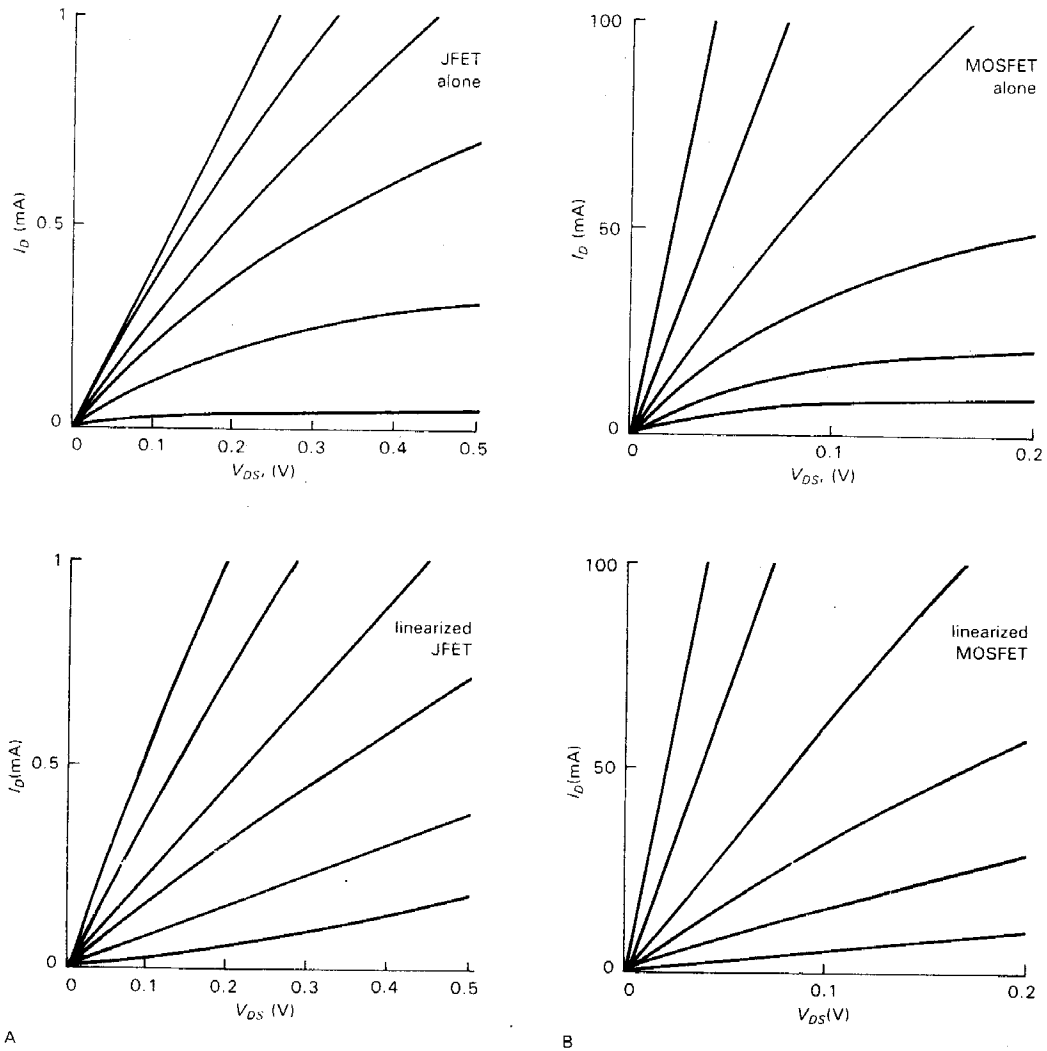 1
0.5
0
I_D (mA)
JFET
alone
0
0.1
0.2
0.3
0.4
0.5
V_DS, (V)
100
50
0
I_D (mA)
MOSFET
alone
0
0.1
0.2
V_DS, (V)
1
0.5
0
I_D(mA)
linearized
JFET
0
0.1
0.2
0.3
0.4
0.5
V_DS (V)
100
50
0
I_D(mA)
linearized
MOSFET
0
0.1
0.2
V_DS(V)
A
B